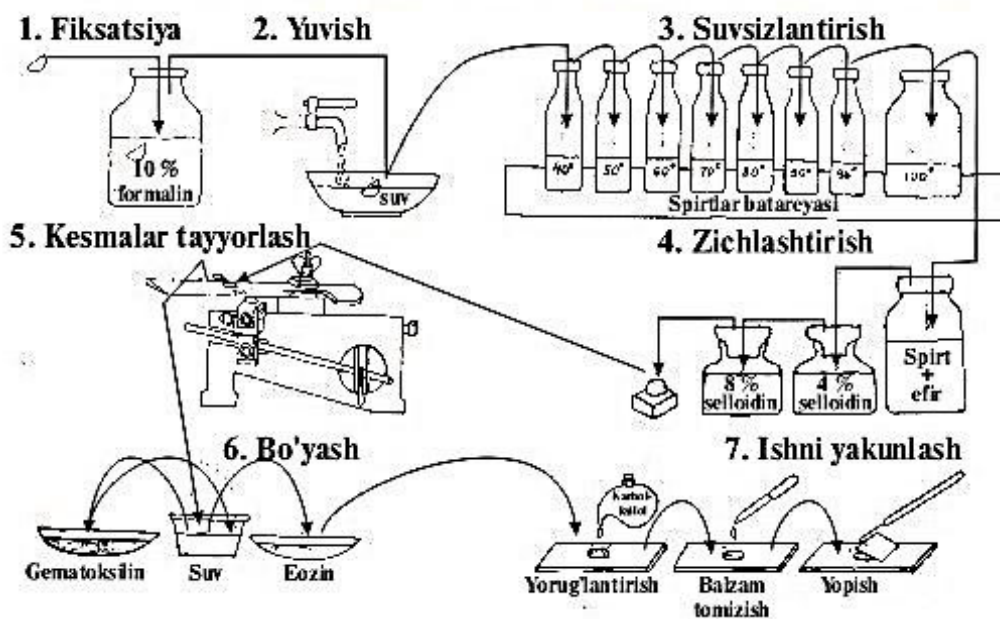 1. Fiksatsiya
2. Yuvish
3. Suvsizlantirish
10 %
formalin
suv
40°
50°
60°
70°
80°
90°
96°
100°
Spirtlar batareyasi
5. Kesmalar tayyorlash
4. Zichlashtirish
8 %
selloidin
4 %
selloidin
Spirt
+
efir
6. Bo'yash
7. Ishni yakunlash
Gematoksilin
Suv
Eozin
Yorug'lantirish
Balzam
tomizish
Yopish